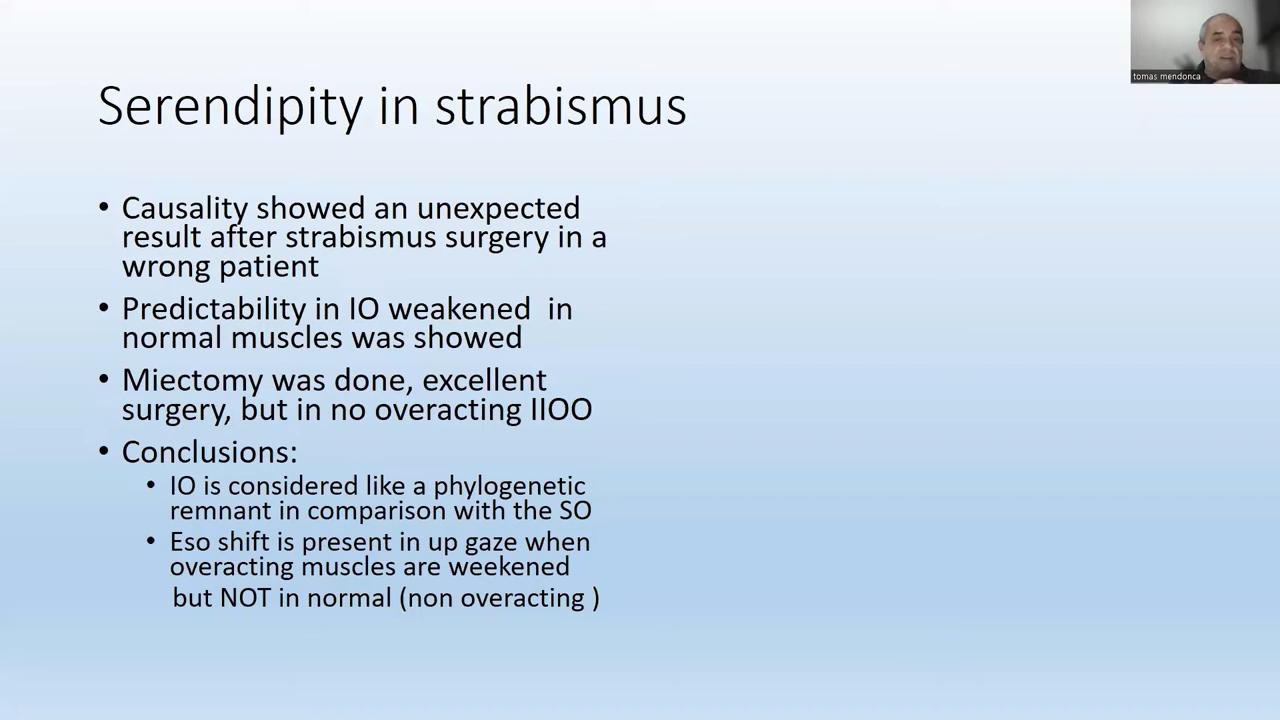 tomas mendonca
Serendipity in strabismus
• Causality showed an unexpected
result after strabismus surgery in a
wrong patient
• Predictability in IO weakened in
normal muscles was showed
• Miectomy was done, excellent
surgery, but in no overacting IIOO
• Conclusions:
• IO is considered like a phylogenetic
remnant in comparison with the SO
• Eso shift is present in up gaze when
overacting muscles are weekened
but NOT in normal (non overacting )